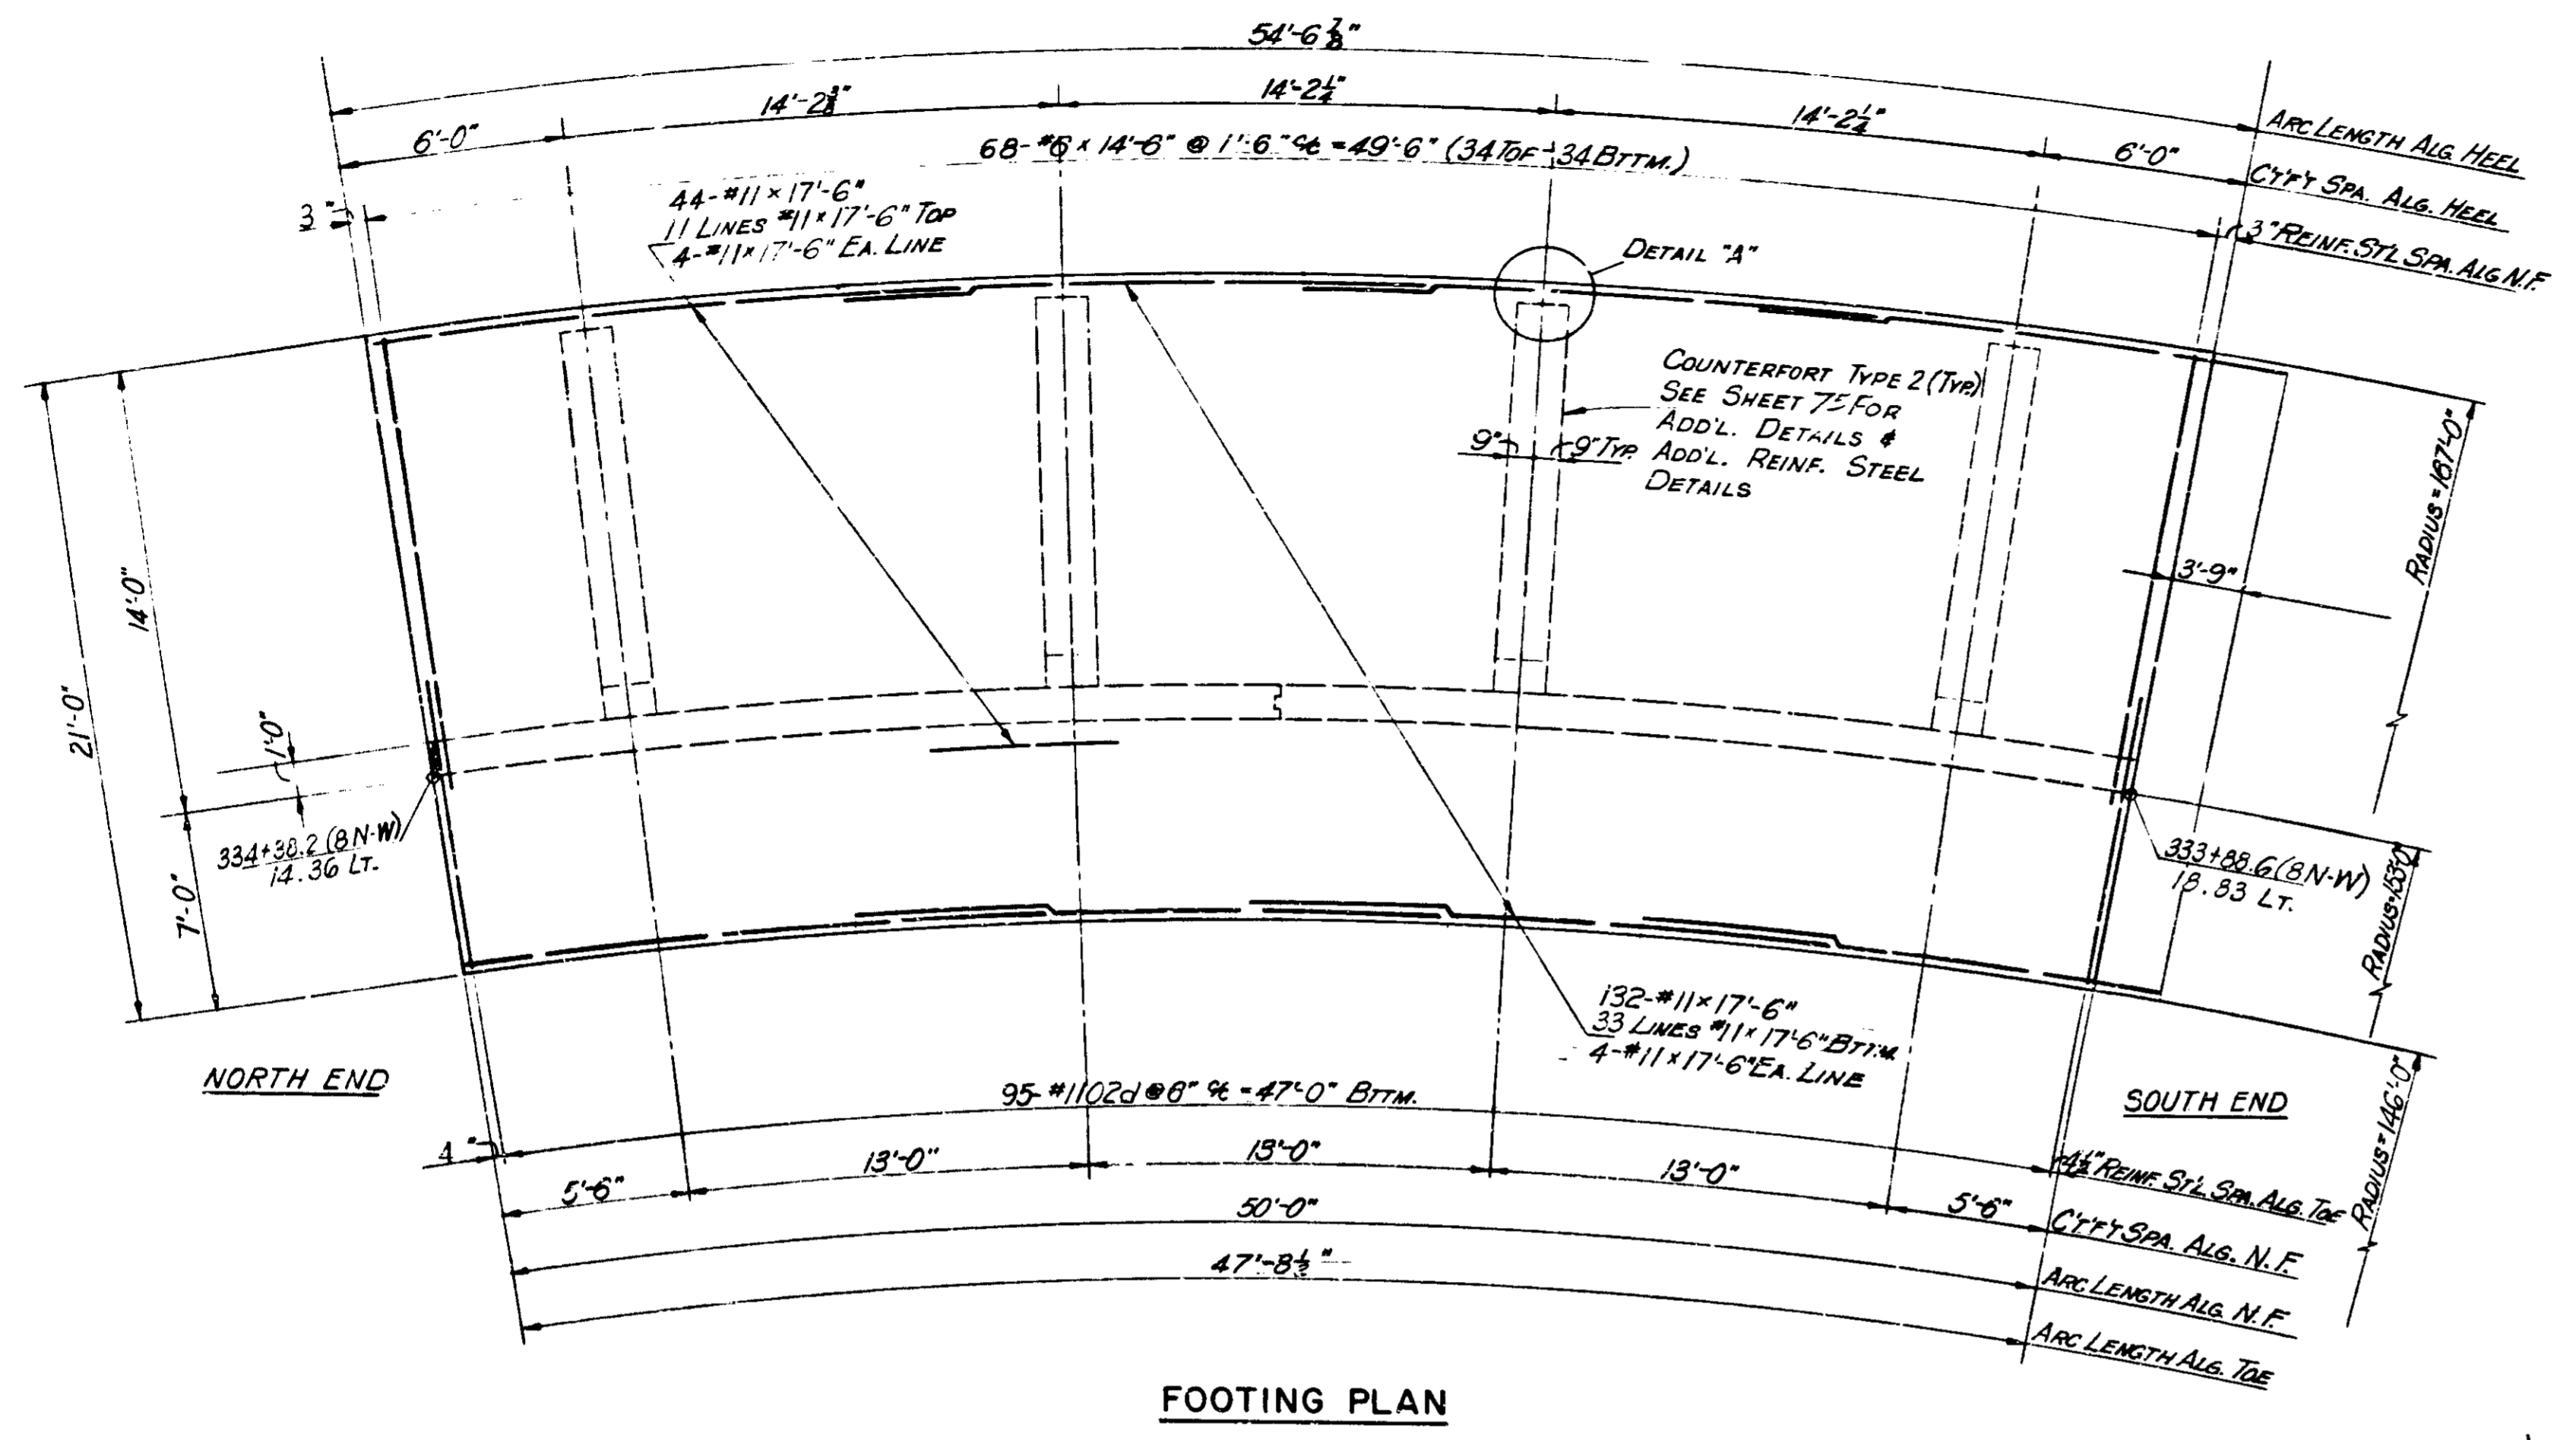 54'-6 7/8"
14'-2 3/8"
14'-2 1/4"
14'-2 1/4"
6'-0"
6'-0"
ARC LENGTH ALG. HEEL
C'T'F'T SPA. ALG. HEEL
68-#6 x 14'-6" @ 1'-6" ℄ = 49'-6" (34 TOP + 34 BTTM.)
3"
3" REINF. ST'L SPA. ALG N.F.
44-#11 x 17'-6"
11 LINES #11 x 17'-6" TOP
4-#11 x 17'-6" EA. LINE
DETAIL "A"
COUNTERFORT TYPE 2 (TYP.)
SEE SHEET 75 FOR
ADD'L. DETAILS &
ADD'L. REINF. STEEL
DETAILS
9"
9" TYP.
RADIUS = 167'-0"
3'-9"
14'-0"
21'-0"
1'-0"
7'-0"
334+38.2 (8 N-W)
14.36 LT.
333+88.6 (8 N-W)
18.83 LT.
RADIUS = 153'-0"
132-#11 x 17'-6"
33 LINES #11 x 17'-6" BTTM.
4-#11 x 17'-6" EA. LINE
NORTH END
SOUTH END
95-#1102d @ 6" ℄ = 47'-0" BTTM.
4"
4 1/2" REINF. ST'L. SPA. ALG. TOE
RADIUS = 146'-0"
5'-6"
13'-0"
13'-0"
13'-0"
5'-6"
C'T'F'T SPA. ALG. N.F.
50'-0"
ARC LENGTH ALG. N.F.
47'-8 1/2"
ARC LENGTH ALG. TOE
FOOTING PLAN